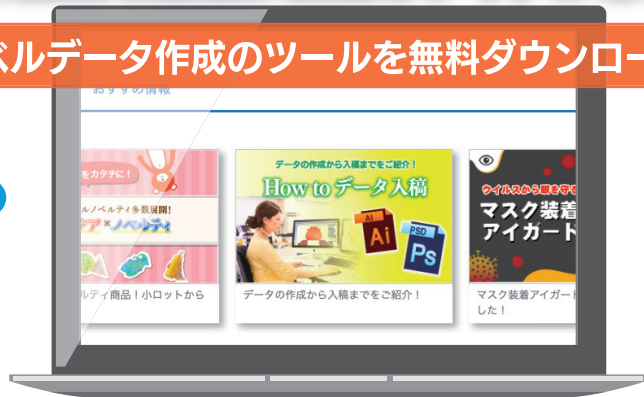 ベルデータ作成のツールを無料ダウンロー
おすすめ情報
をカタチに！
ルノベルティ多数展開!
ア×ノベルティ
ルティ商品！小ロットから
データの作成から入稿までをご紹介！
How to データ入稿
AI
Ai
PSD
Ps
データの作成から入稿までをご紹介！
ウイルスから眼を守る
マスク装着
アイガード
マスク装着アイガード
した！